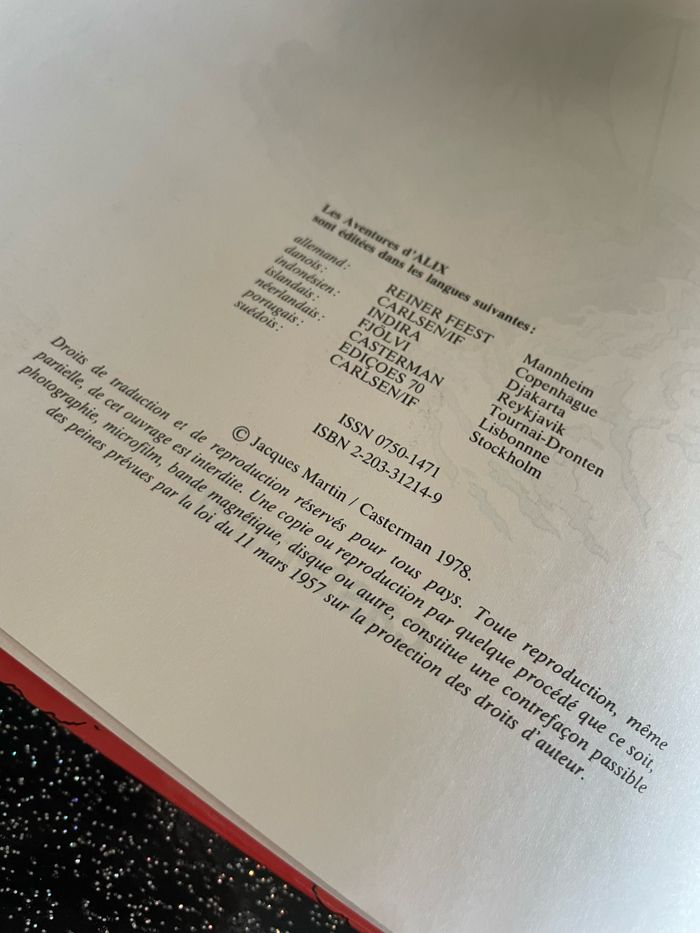 Les Aventures d'ALIX
sont éditées dans les langues suivantes:
allemand: REINER FEEST Mannheim
danois: CARLSEN/IF Copenhague
indonésien: INDIRA Djakarta
islandais: FJÖLVI Reykjavik
néerlandais: CASTERMAN Tournai-Dronten
portugais: EDIÇOES 70 Lisbonnne
suédois: CARLSEN/IF Stockholm
ISSN 0750-1471
ISBN 2-203-31214-9
© Jacques Martin / Casterman 1978.
Droits de traduction et de reproduction réservés pour tous pays. Toute reproduction, même
partielle, de cet ouvrage est interdite. Une copie ou reproduction par quelque procédé que ce soit,
photographie, microfilm, bande magnétique, disque ou autre, constitue une contrefaçon passible
des peines prévues par la loi du 11 mars 1957 sur la protection des droits d'auteur.